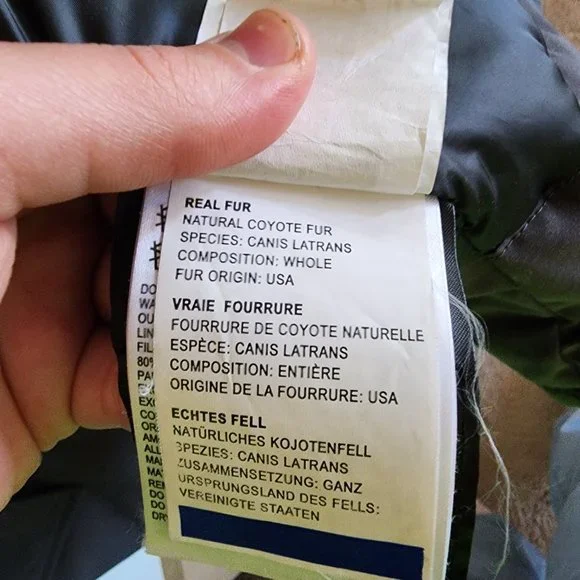 REAL FUR
NATURAL COYOTE FUR
SPECIES: CANIS LATRANS
COMPOSITION: WHOLE
FUR ORIGIN: USA
VRAIE FOURRURE
FOURRURE DE COYOTE NATURELLE
ESPÈCE: CANIS LATRANS
COMPOSITION: ENTIÈRE
ORIGINE DE LA FOURRURE: USA
ECHTES FELL
NATÜRLICHES KOJOTENFELL
SPEZIES: CANIS LATRANS
ZUSAMMENSETZUNG: GANZ
URSPRUNGSLAND DES FELLS:
VEREINIGTE STAATEN